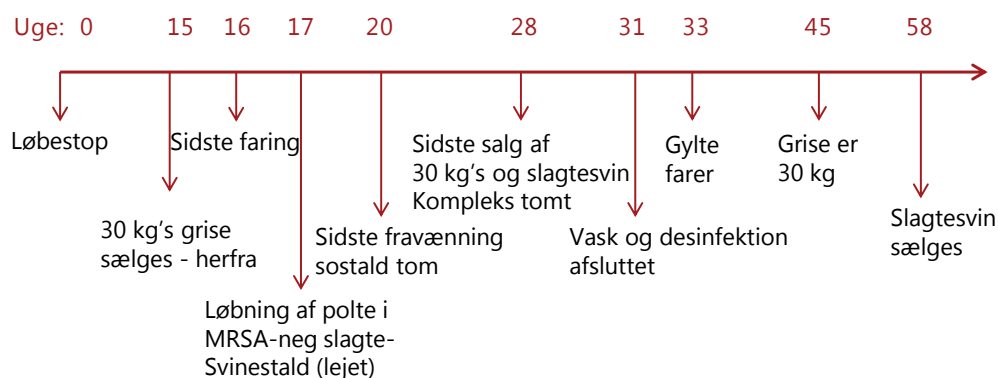 Uge: 0 15 16 17 20 28 31 33 45 58
Løbestop
30 kg's grise
sælges - herfra
Sidste faring
Løbning af polte i
MRSA-neg slagte-
Svinestald (lejet)
Sidste fravænning
sostald tom
Sidste salg af
30 kg's og slagtesvin
Kompleks tomt
Vask og desinfektion
afsluttet
Gylte
farer
Grise er
30 kg
Slagtesvin
sælges